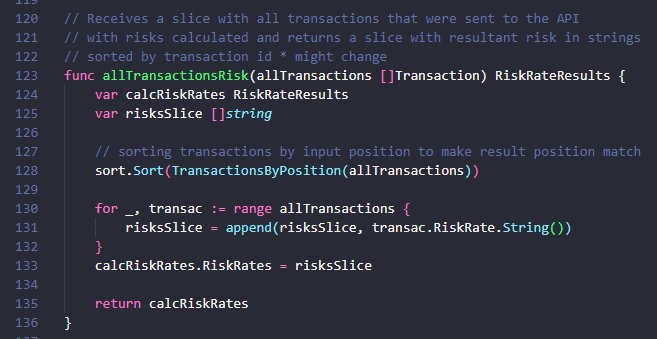 120 // Receives a slice with all transactions that were sent to the API
121 // with risks calculated and returns a slice with resultant risk in strings
122 // sorted by transaction id * might change
123 func allTransactionsRisk(allTransactions []Transaction) RiskRateResults {
124     var calcRiskRates RiskRateResults
125     var risksSlice []string
126
127     // sorting transactions by input position to make result position match
128     sort.Sort(TransactionsByPosition(allTransactions))
129
130     for _, transac := range allTransactions {
131         risksSlice = append(risksSlice, transac.RiskRate.String())
132     }
133     calcRiskRates.RiskRates = risksSlice
134
135     return calcRiskRates
136 }